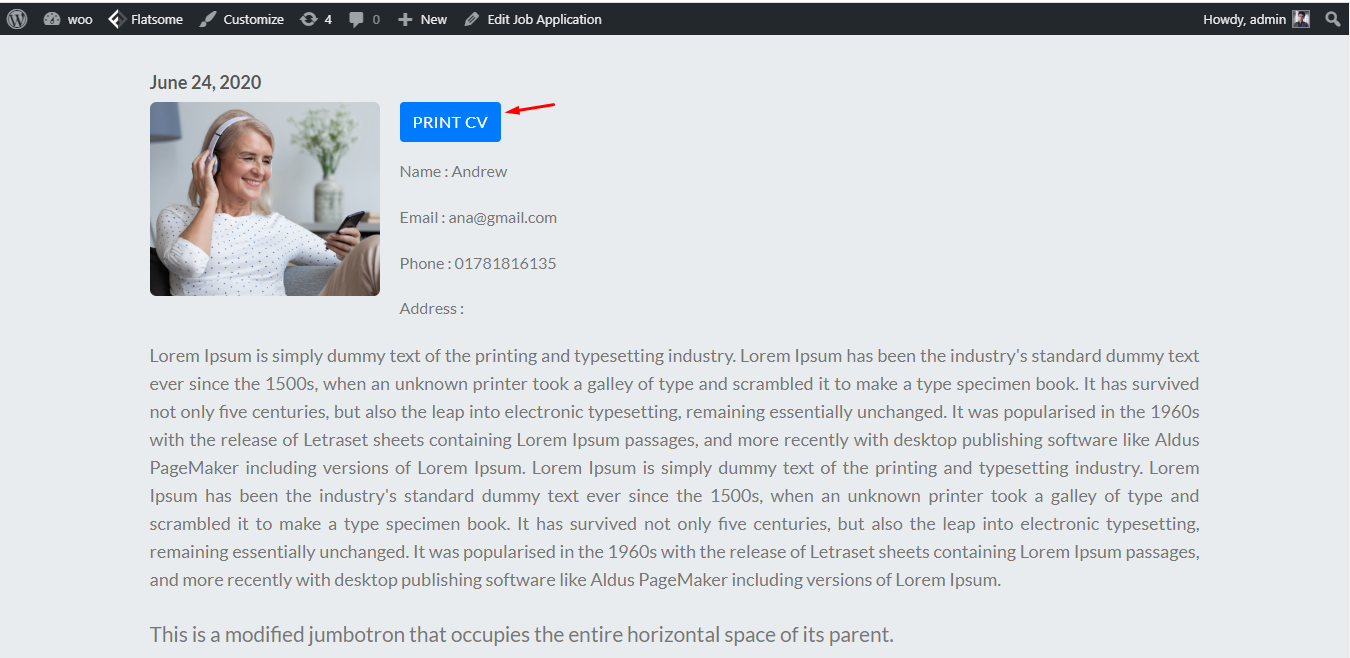 woo Flatsome Customize 4 0 New Edit Job Application Howdy, admin
June 24, 2020
PRINT CV
Name : Andrew
Email : ana@gmail.com
Phone : 01781816135
Address :
Lorem Ipsum is simply dummy text of the printing and typesetting industry. Lorem Ipsum has been the industry's standard dummy text
ever since the 1500s, when an unknown printer took a galley of type and scrambled it to make a type specimen book. It has survived
not only five centuries, but also the leap into electronic typesetting, remaining essentially unchanged. It was popularised in the 1960s
with the release of Letraset sheets containing Lorem Ipsum passages, and more recently with desktop publishing software like Aldus
PageMaker including versions of Lorem Ipsum. Lorem Ipsum is simply dummy text of the printing and typesetting industry. Lorem
Ipsum has been the industry's standard dummy text ever since the 1500s, when an unknown printer took a galley of type and
scrambled it to make a type specimen book. It has survived not only five centuries, but also the leap into electronic typesetting,
remaining essentially unchanged. It was popularised in the 1960s with the release of Letraset sheets containing Lorem Ipsum passages,
and more recently with desktop publishing software like Aldus PageMaker including versions of Lorem Ipsum.
This is a modified jumbotron that occupies the entire horizontal space of its parent.